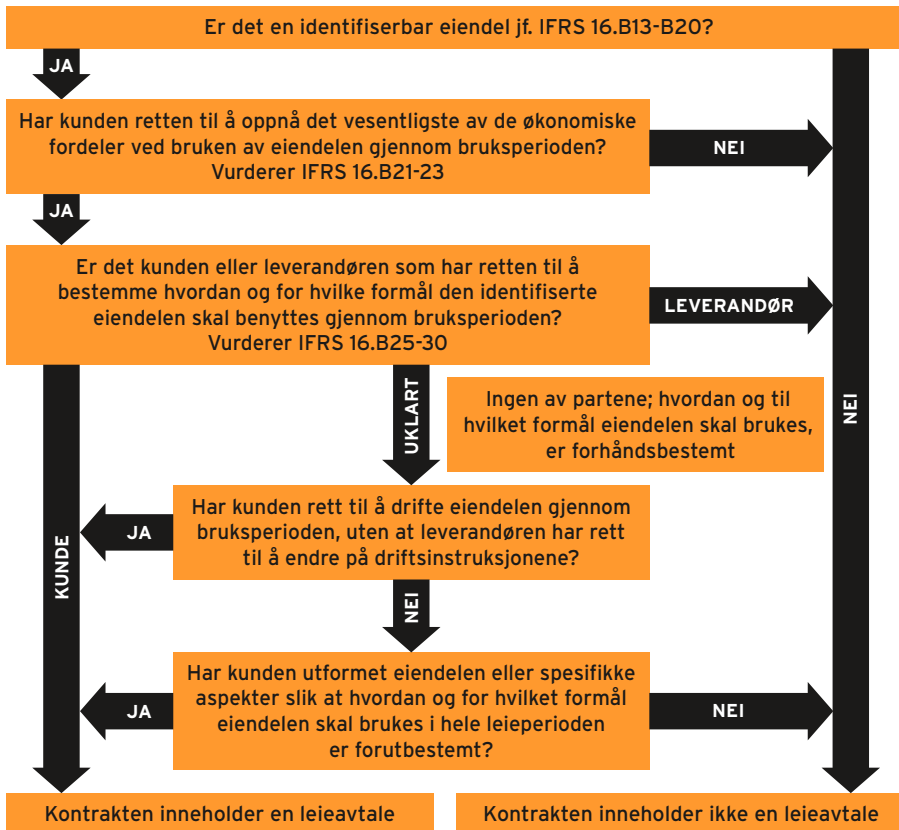 Er det en identifiserbar eiendel jf. IFRS 16.B13-B20?
JA
Har kunden retten til å oppnå det vesentligste av de økonomiske
fordeler ved bruken av eiendelen gjennom bruksperioden?
Vurderer IFRS 16.B21-23
NEI
JA
Er det kunden eller leverandøren som har retten til å
bestemme hvordan og for hvilke formål den identifiserte
eiendelen skal benyttes gjennom bruksperioden?
Vurderer IFRS 16.B25-30
LEVERANDØR
UKLART
Ingen av partene; hvordan og til
hvilket formål eiendelen skal brukes,
er forhåndsbestemt
NEI
Har kunden rett til å drifte eiendelen gjennom
bruksperioden, uten at leverandøren har rett
til å endre på driftsinstruksjonene?
JA
KUNDE
NEI
Har kunden utformet eiendelen eller spesifikke
aspekter slik at hvordan og for hvilket formål
eiendelen skal brukes i hele leieperioden
er forutbestemt?
JA
NEI
Kontrakten inneholder en leieavtale
Kontrakten inneholder ikke en leieavtale